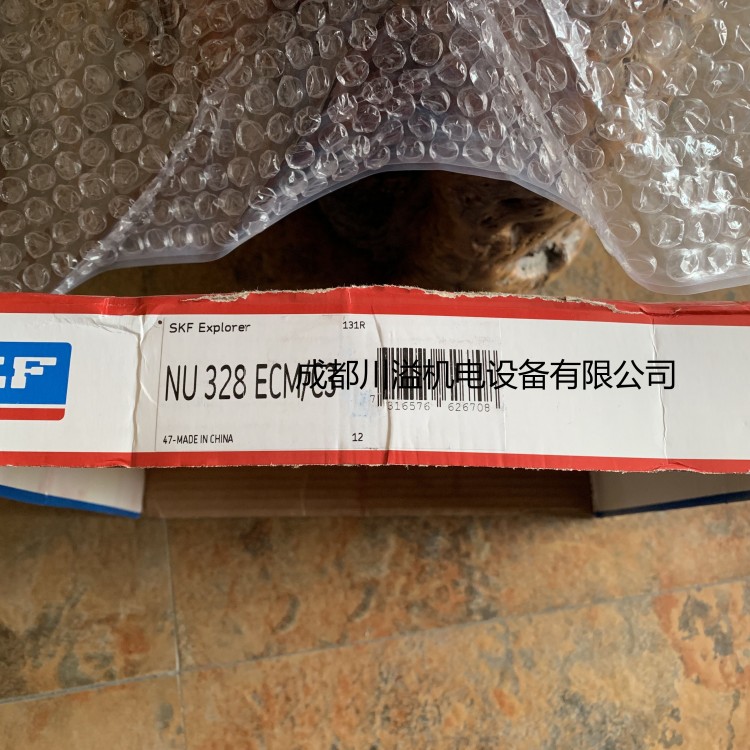 SKF Explorer
131R
NU 328 ECM/C3
成都川溢机电设备有限公司
7 316576 626708
47-MADE IN CHINA
12